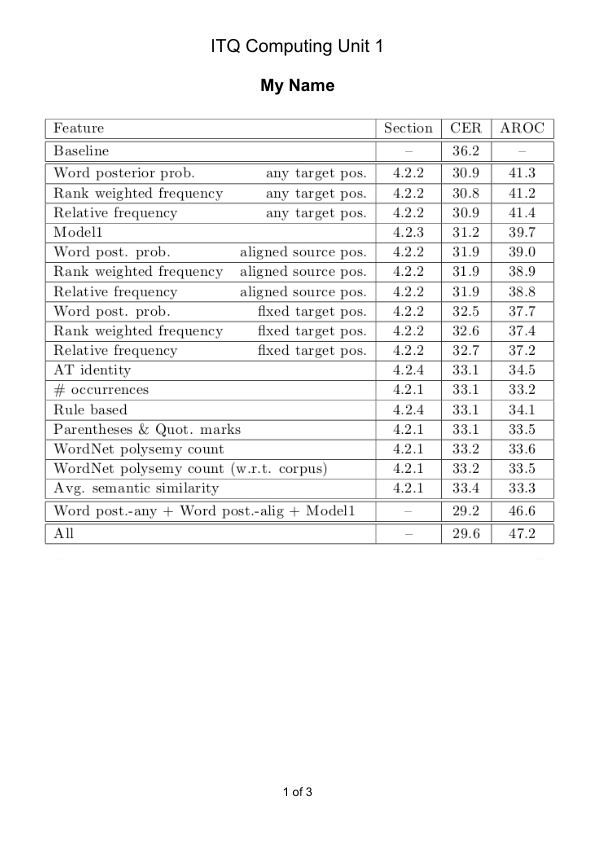 ITQ Computing Unit 1
My Name
Feature Section CER AROC
Baseline – 36.2 –
Word posterior prob. any target pos. 4.2.2 30.9 41.3
Rank weighted frequency any target pos. 4.2.2 30.8 41.2
Relative frequency any target pos. 4.2.2 30.9 41.4
Model1 4.2.3 31.2 39.7
Word post. prob. aligned source pos. 4.2.2 31.9 39.0
Rank weighted frequency aligned source pos. 4.2.2 31.9 38.9
Relative frequency aligned source pos. 4.2.2 31.9 38.8
Word post. prob. fixed target pos. 4.2.2 32.5 37.7
Rank weighted frequency fixed target pos. 4.2.2 32.6 37.4
Relative frequency fixed target pos. 4.2.2 32.7 37.2
AT identity 4.2.4 33.1 34.5
# occurrences 4.2.1 33.1 33.2
Rule based 4.2.4 33.1 34.1
Parentheses & Quot. marks 4.2.1 33.1 33.5
WordNet polysemy count 4.2.1 33.2 33.6
WordNet polysemy count (w.r.t. corpus) 4.2.1 33.2 33.5
Avg. semantic similarity 4.2.1 33.4 33.3
Word post.-any + Word post.-alig + Model1 – 29.2 46.6
All – 29.6 47.2
1 of 3